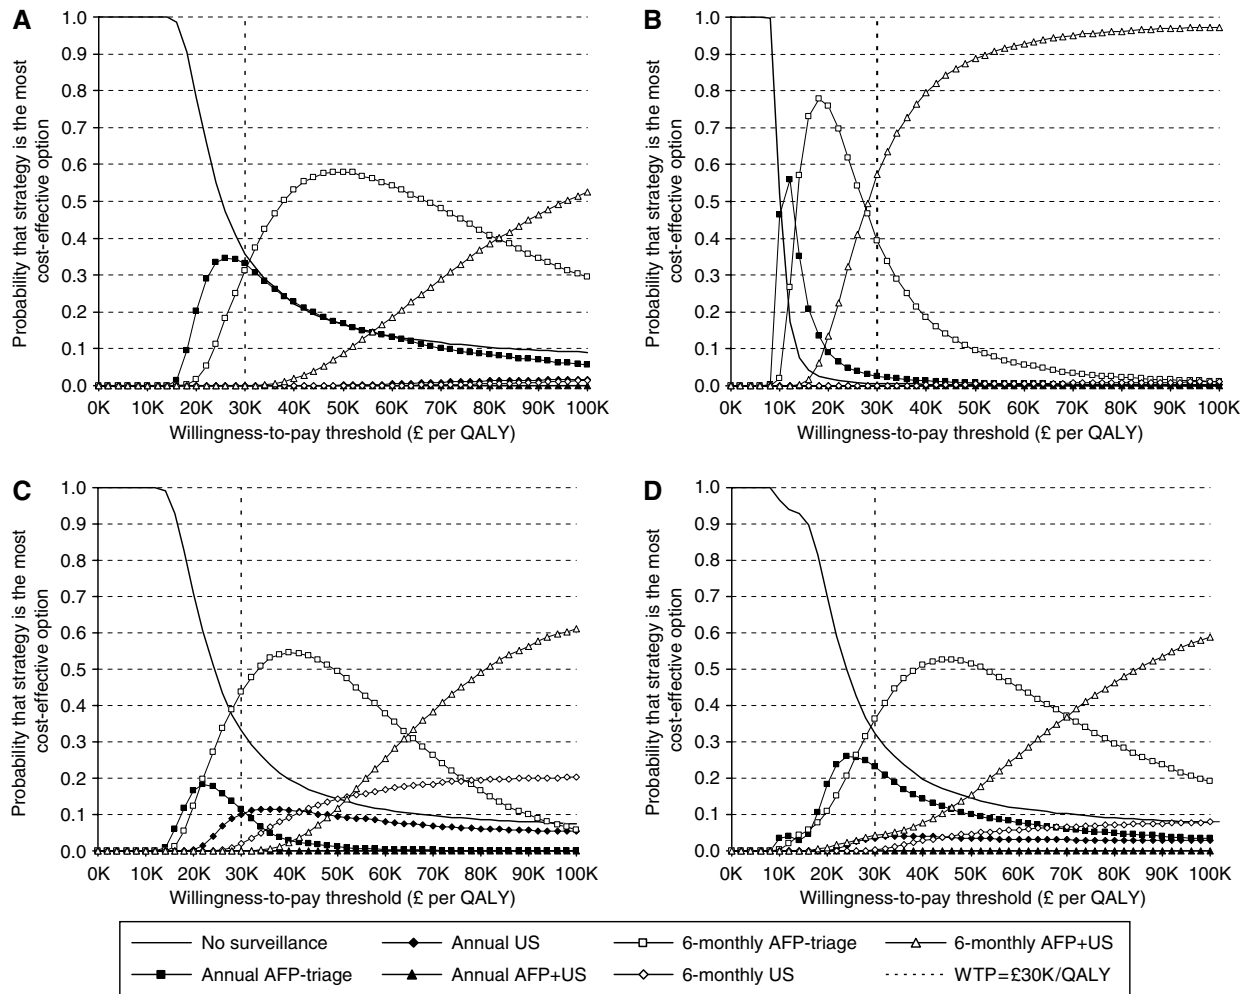 A
1.0
0.9
0.8
0.7
0.6
0.5
0.4
0.3
0.2
0.1
0.0
Probability that strategy is the most
cost-effective option
0K 10K 20K 30K 40K 50K 60K 70K 80K 90K 100K
Willingness-to-pay threshold (£ per QALY)
B
1.0
0.9
0.8
0.7
0.6
0.5
0.4
0.3
0.2
0.1
0.0
Probability that strategy is the most
cost-effective option
0K 10K 20K 30K 40K 50K 60K 70K 80K 90K 100K
Willingness-to-pay threshold (£ per QALY)
C
1.0
0.9
0.8
0.7
0.6
0.5
0.4
0.3
0.2
0.1
0.0
Probability that strategy is the most
cost-effective option
0K 10K 20K 30K 40K 50K 60K 70K 80K 90K 100K
Willingness-to-pay threshold (£ per QALY)
D
1.0
0.9
0.8
0.7
0.6
0.5
0.4
0.3
0.2
0.1
0.0
Probability that strategy is the most
cost-effective option
0K 10K 20K 30K 40K 50K 60K 70K 80K 90K 100K
Willingness-to-pay threshold (£ per QALY)
No surveillance Annual US 6-monthly AFP-triage 6-monthly AFP+US
Annual AFP-triage Annual AFP+US 6-monthly US WTP=£30K/QALY